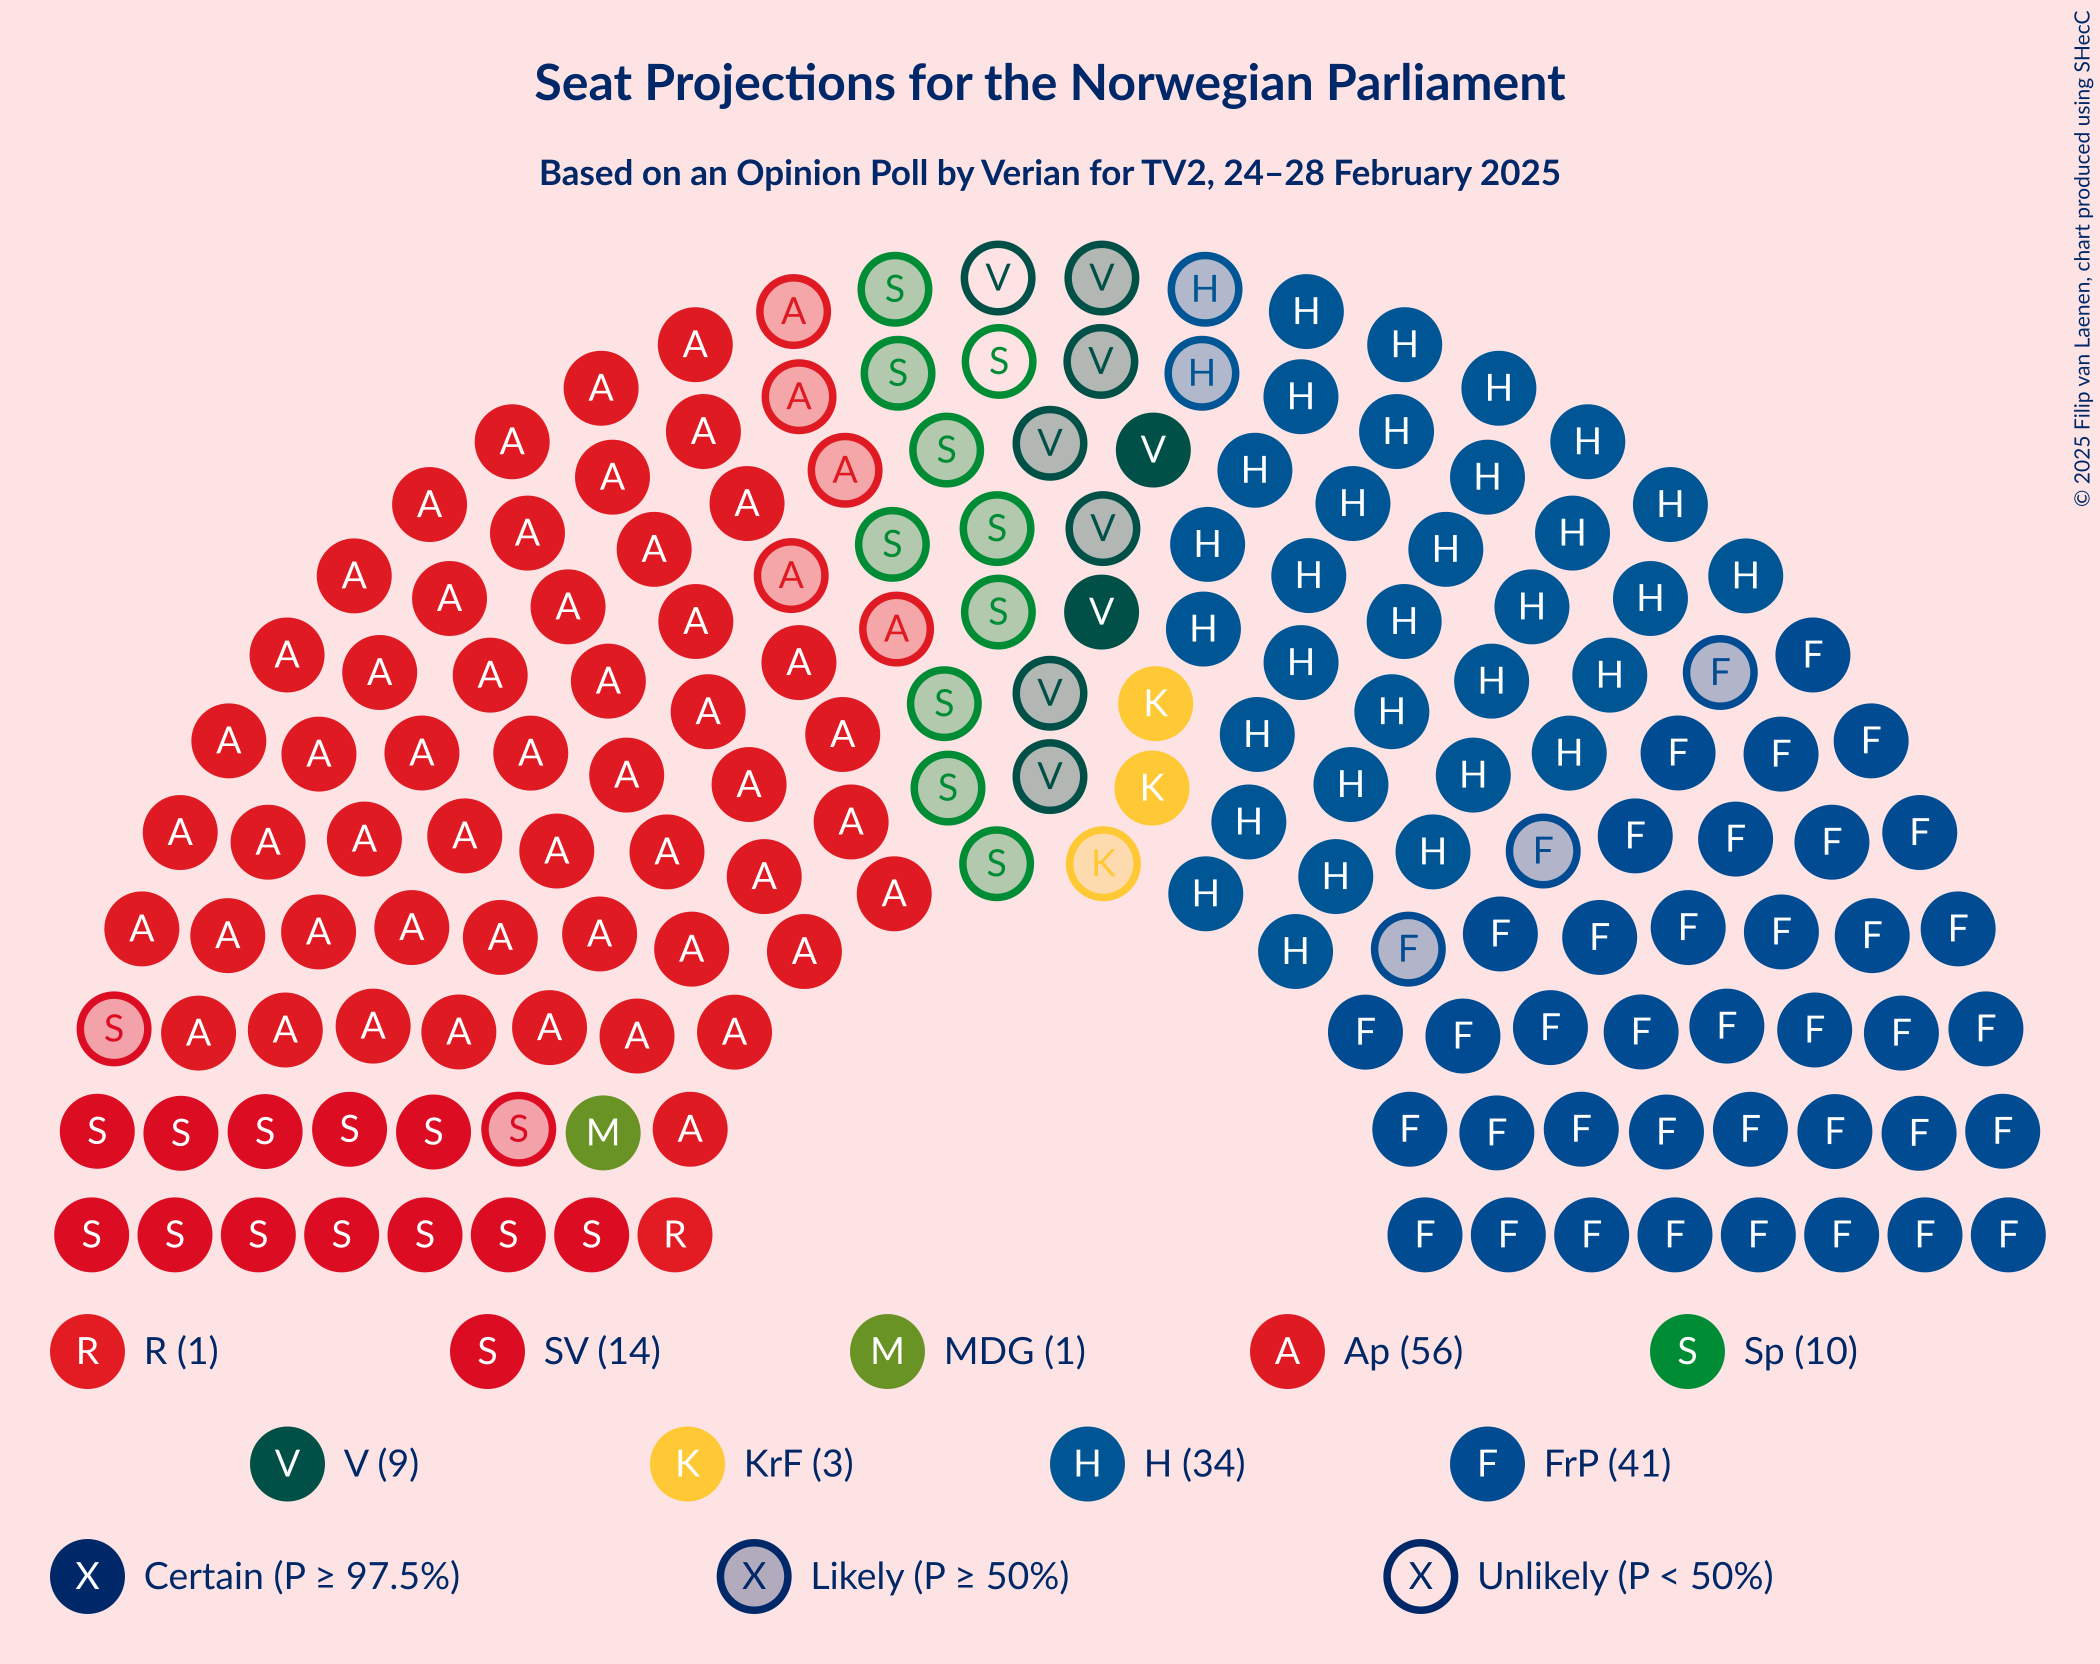 Seat Projections for the Norwegian Parliament
Based on an Opinion Poll by Verian for TV2, 24–28 February 2025
© 2025 Filip van Laenen, chart produced using SHecC
A S V V H H
A H
A S S V H H
A A H H
A A S V V H H H
A A H H
A A S S V H H H
A A H H
A A A A S V H H H H
A A A A H H F F
A A A S V K H H F
A A H H
A A A A A V H H F F F
A S K H
A A A A A A A S K H H H F F F F F
A A A H H
A A A A A A A A H F F F F F F F
S A A A A A A A F F F F F F F F
S S S S S S M A F F F F F F F F
S S S S S S S R F F F F F F F F
R R (1) S SV (14) M MDG (1) A Ap (56) S Sp (10)
V V (9) K KrF (3) H H (34) F FrP (41)
X Certain (P ≥ 97.5%) X Likely (P ≥ 50%) X Unlikely (P < 50%)